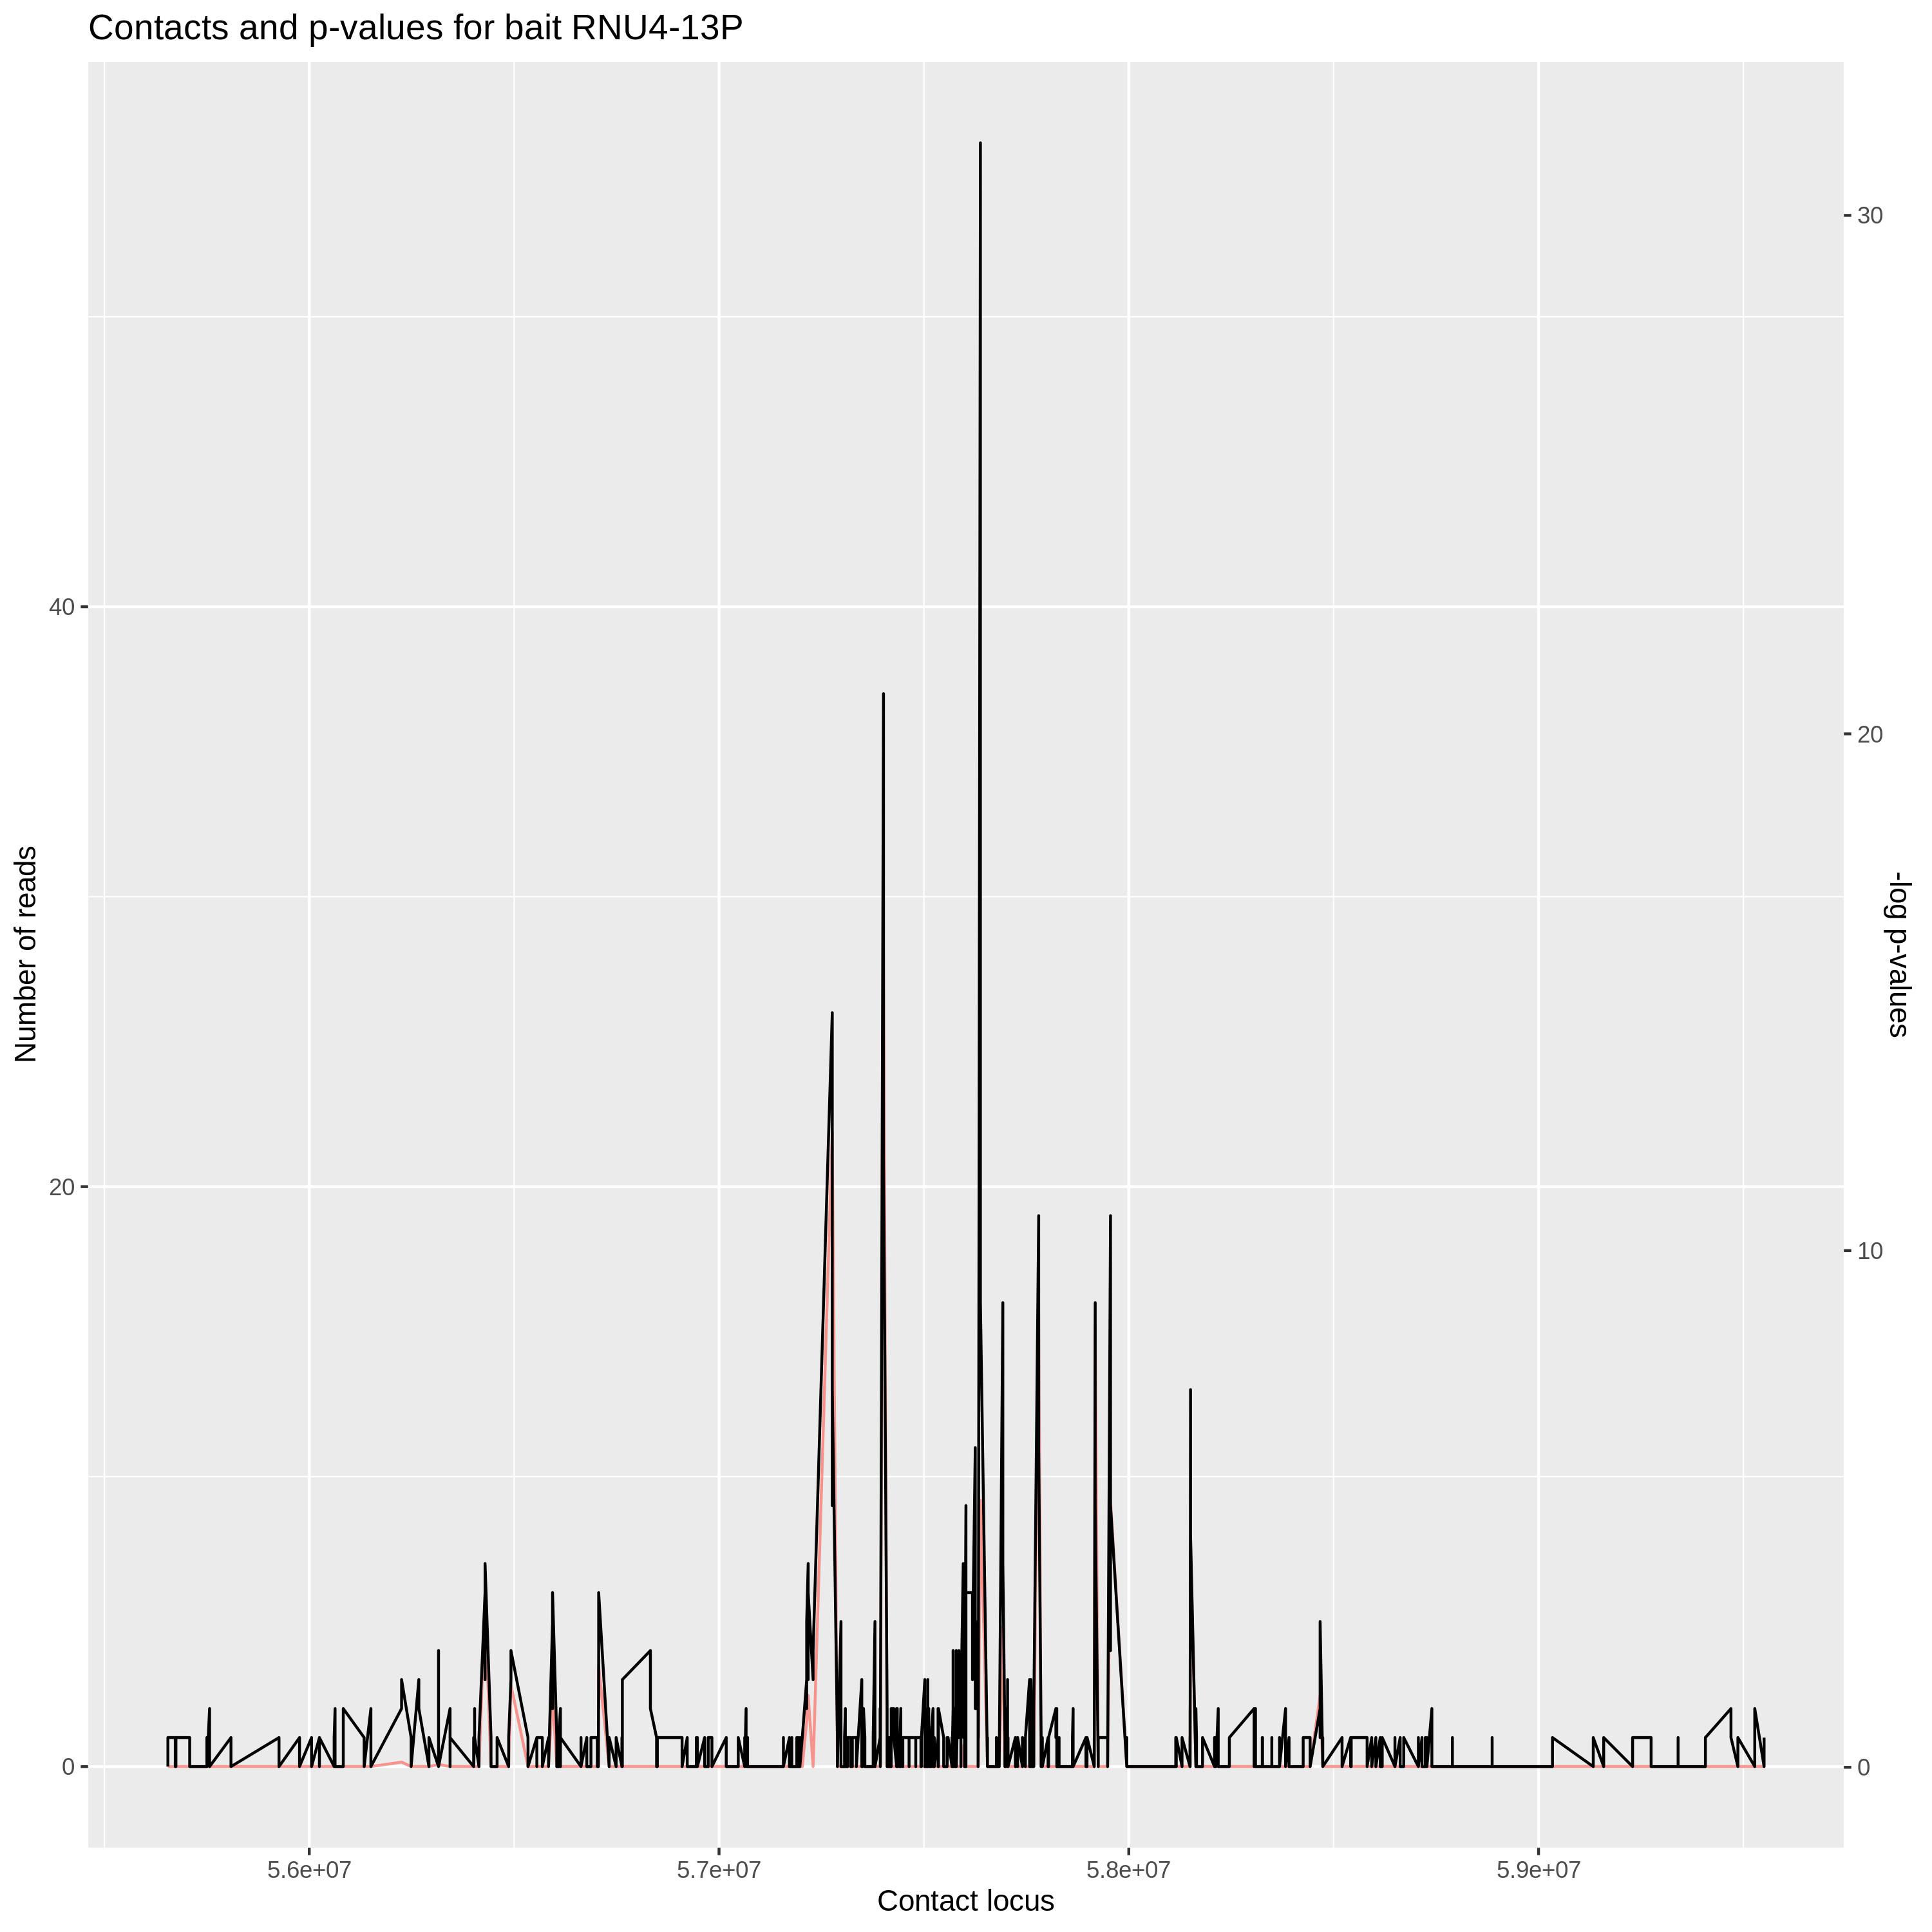 Contacts and p-values for bait RNU4-13P
Number of reads
40
20
0
30
20
10
0
-log p-values
5.6e+07
5.7e+07
5.8e+07
5.9e+07
Contact locus